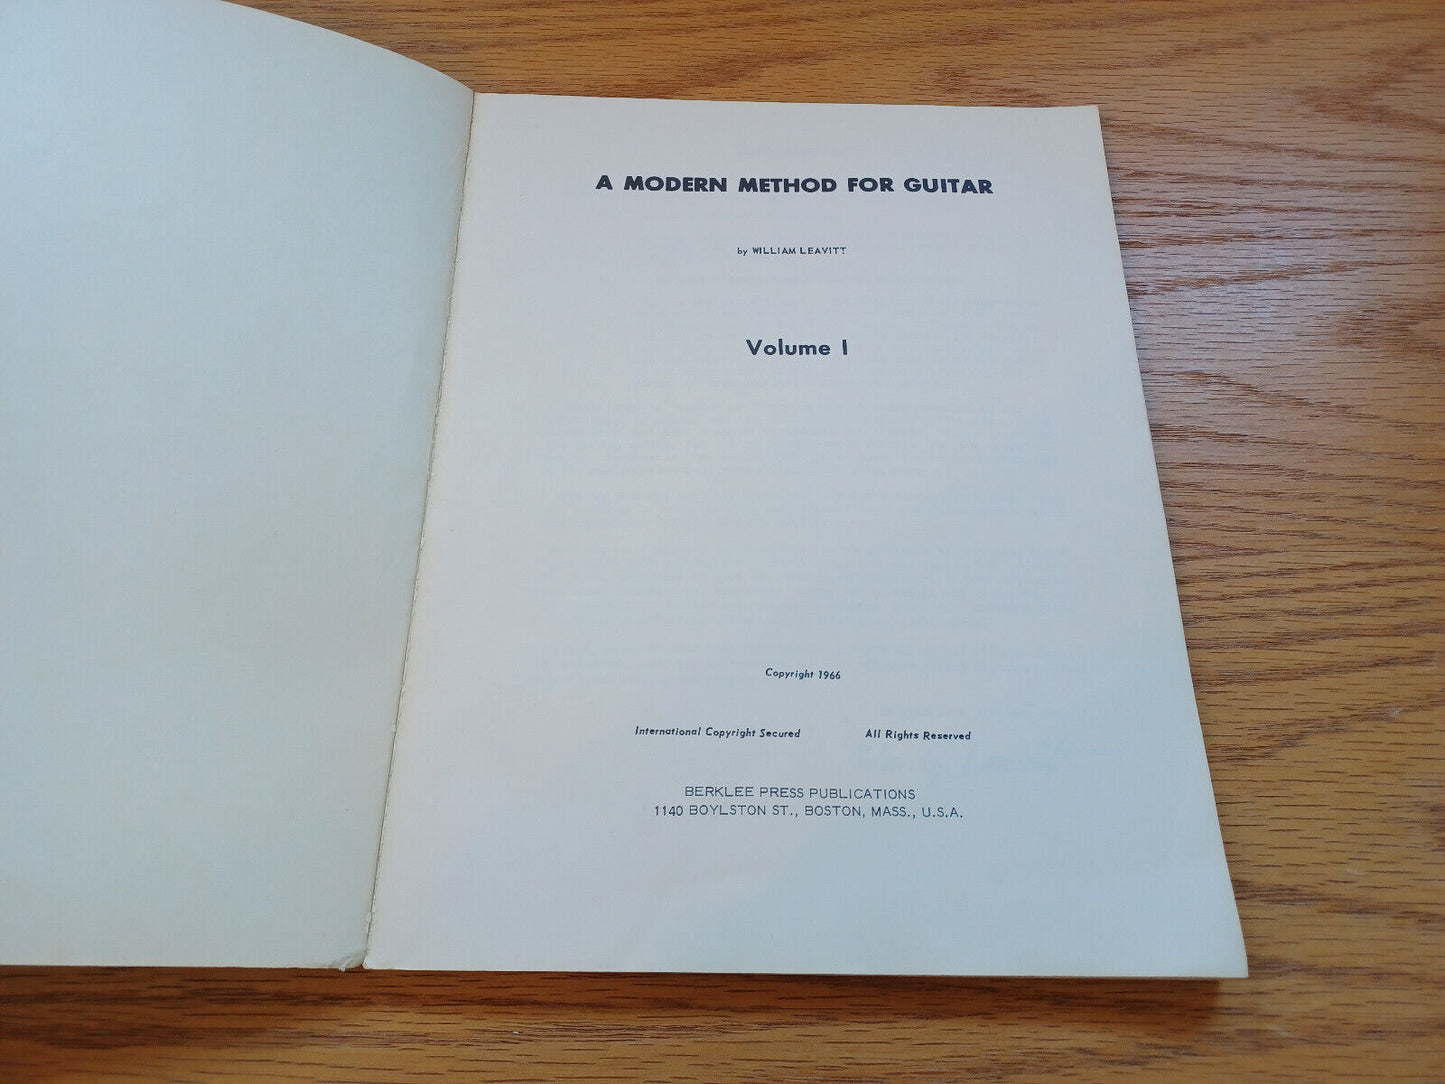 A MODERN METHOD FOR GUITAR
by WILLIAM LEAVITT
Volume I
Copyright 1966
International Copyright Secured All Rights Reserved
BERKLEE PRESS PUBLICATIONS
1140 BOYLSTON ST., BOSTON, MASS., U.S.A.